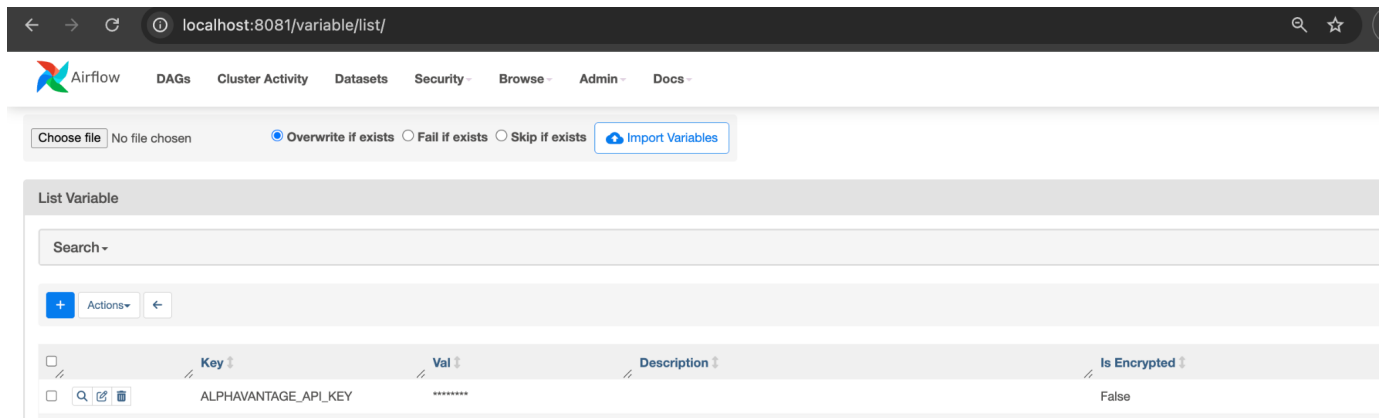 localhost:8081/variable/list/
Airflow DAGs Cluster Activity Datasets Security Browse Admin Docs
Choose file No file chosen Overwrite if exists Fail if exists Skip if exists Import Variables
List Variable
Search
+ Actions
Key Val Description Is Encrypted
ALPHAVANTAGE_API_KEY ******** False